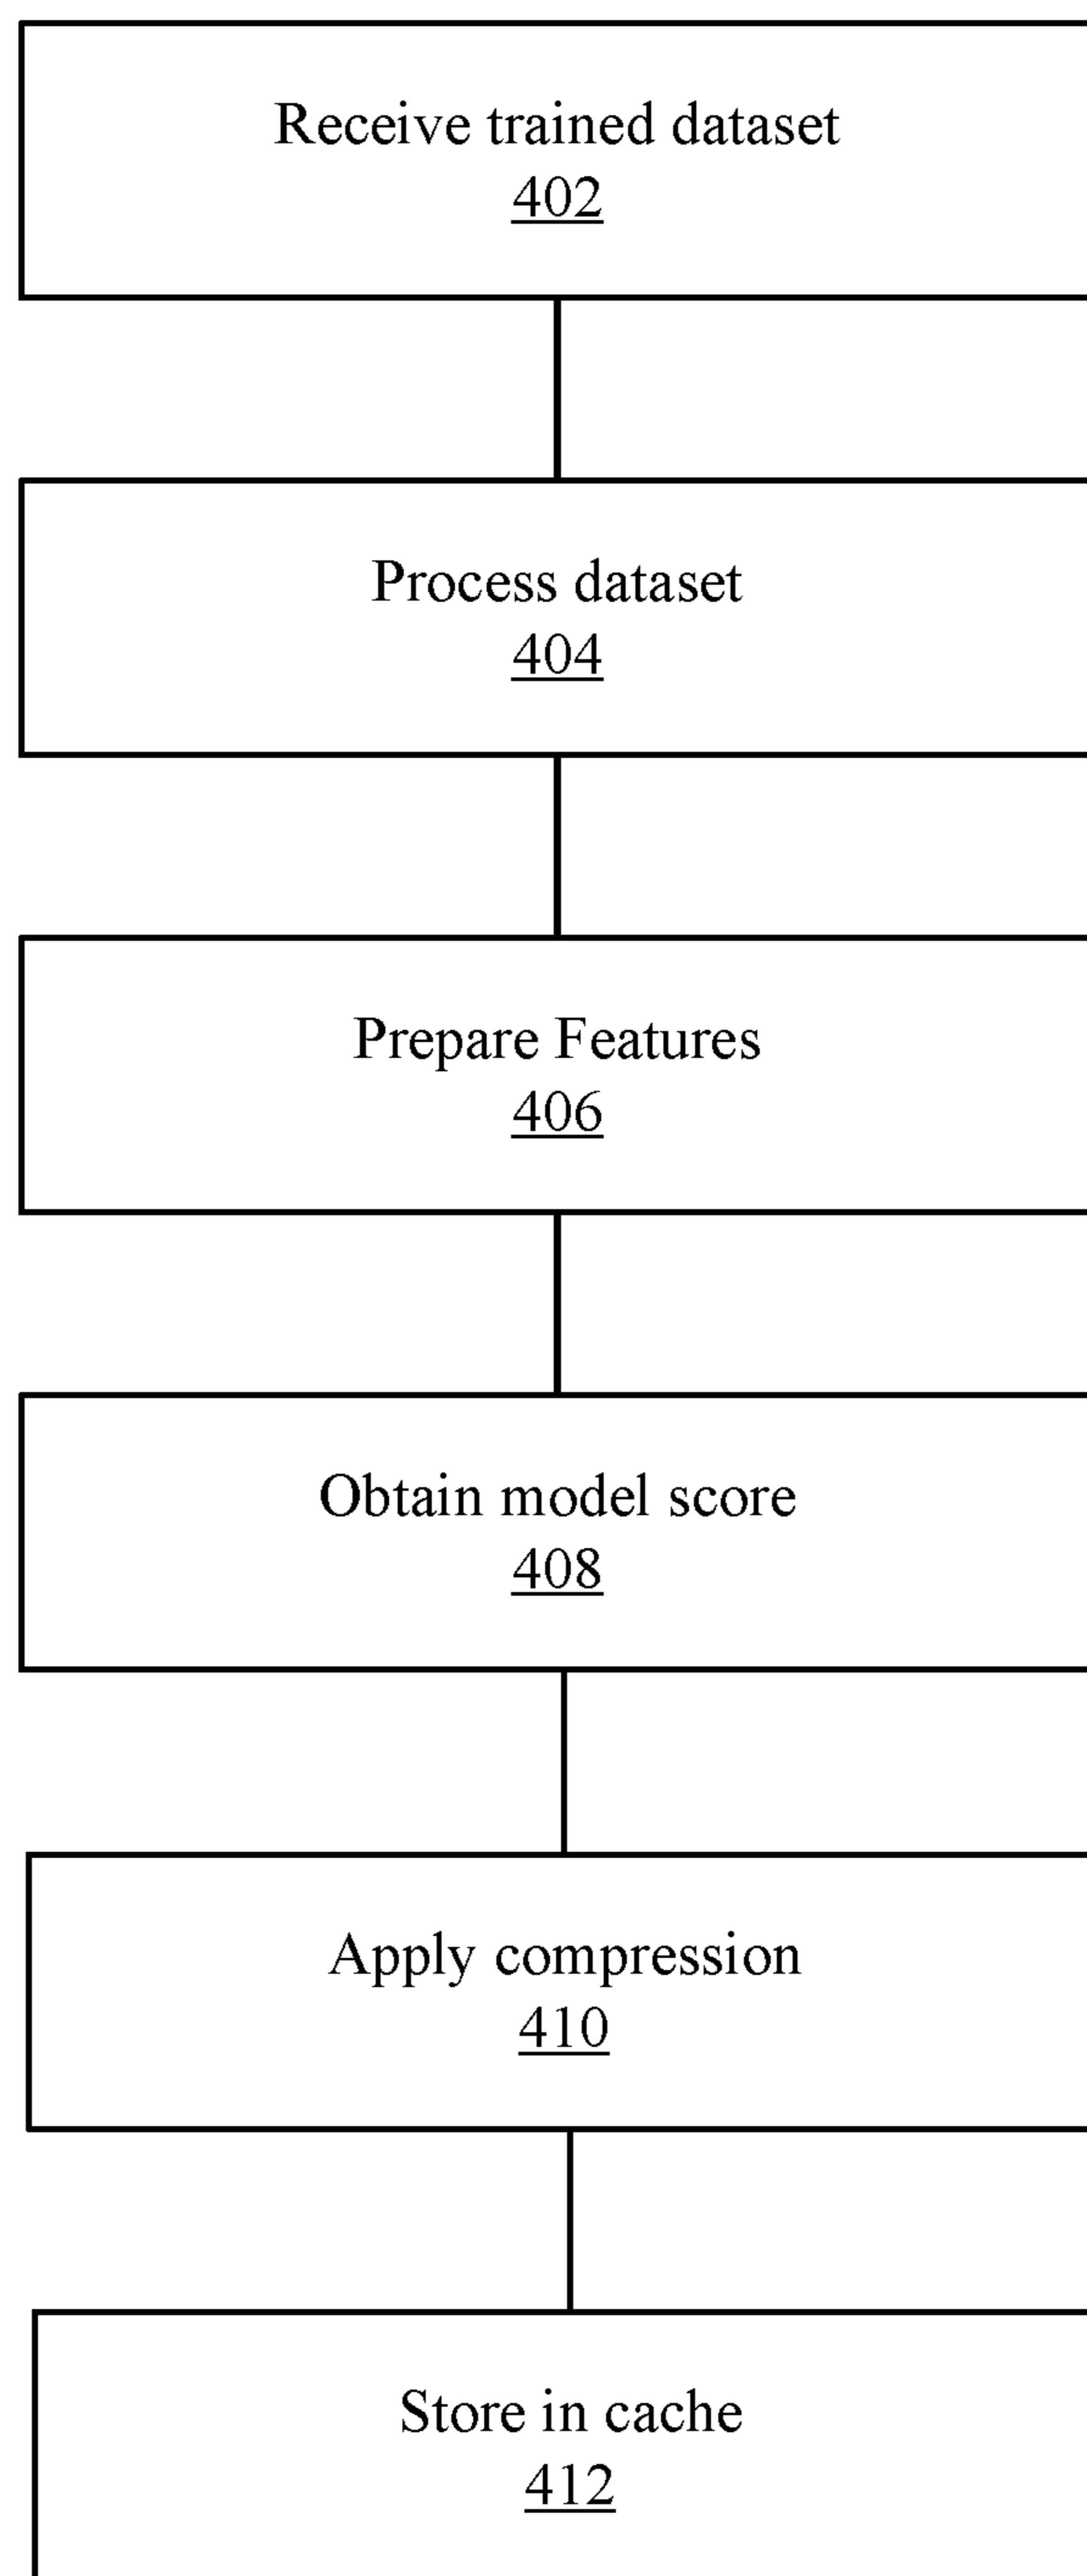 Receive trained dataset
402
Process dataset
404
Prepare Features
406
Obtain model score
408
Apply compression
410
Store in cache
412